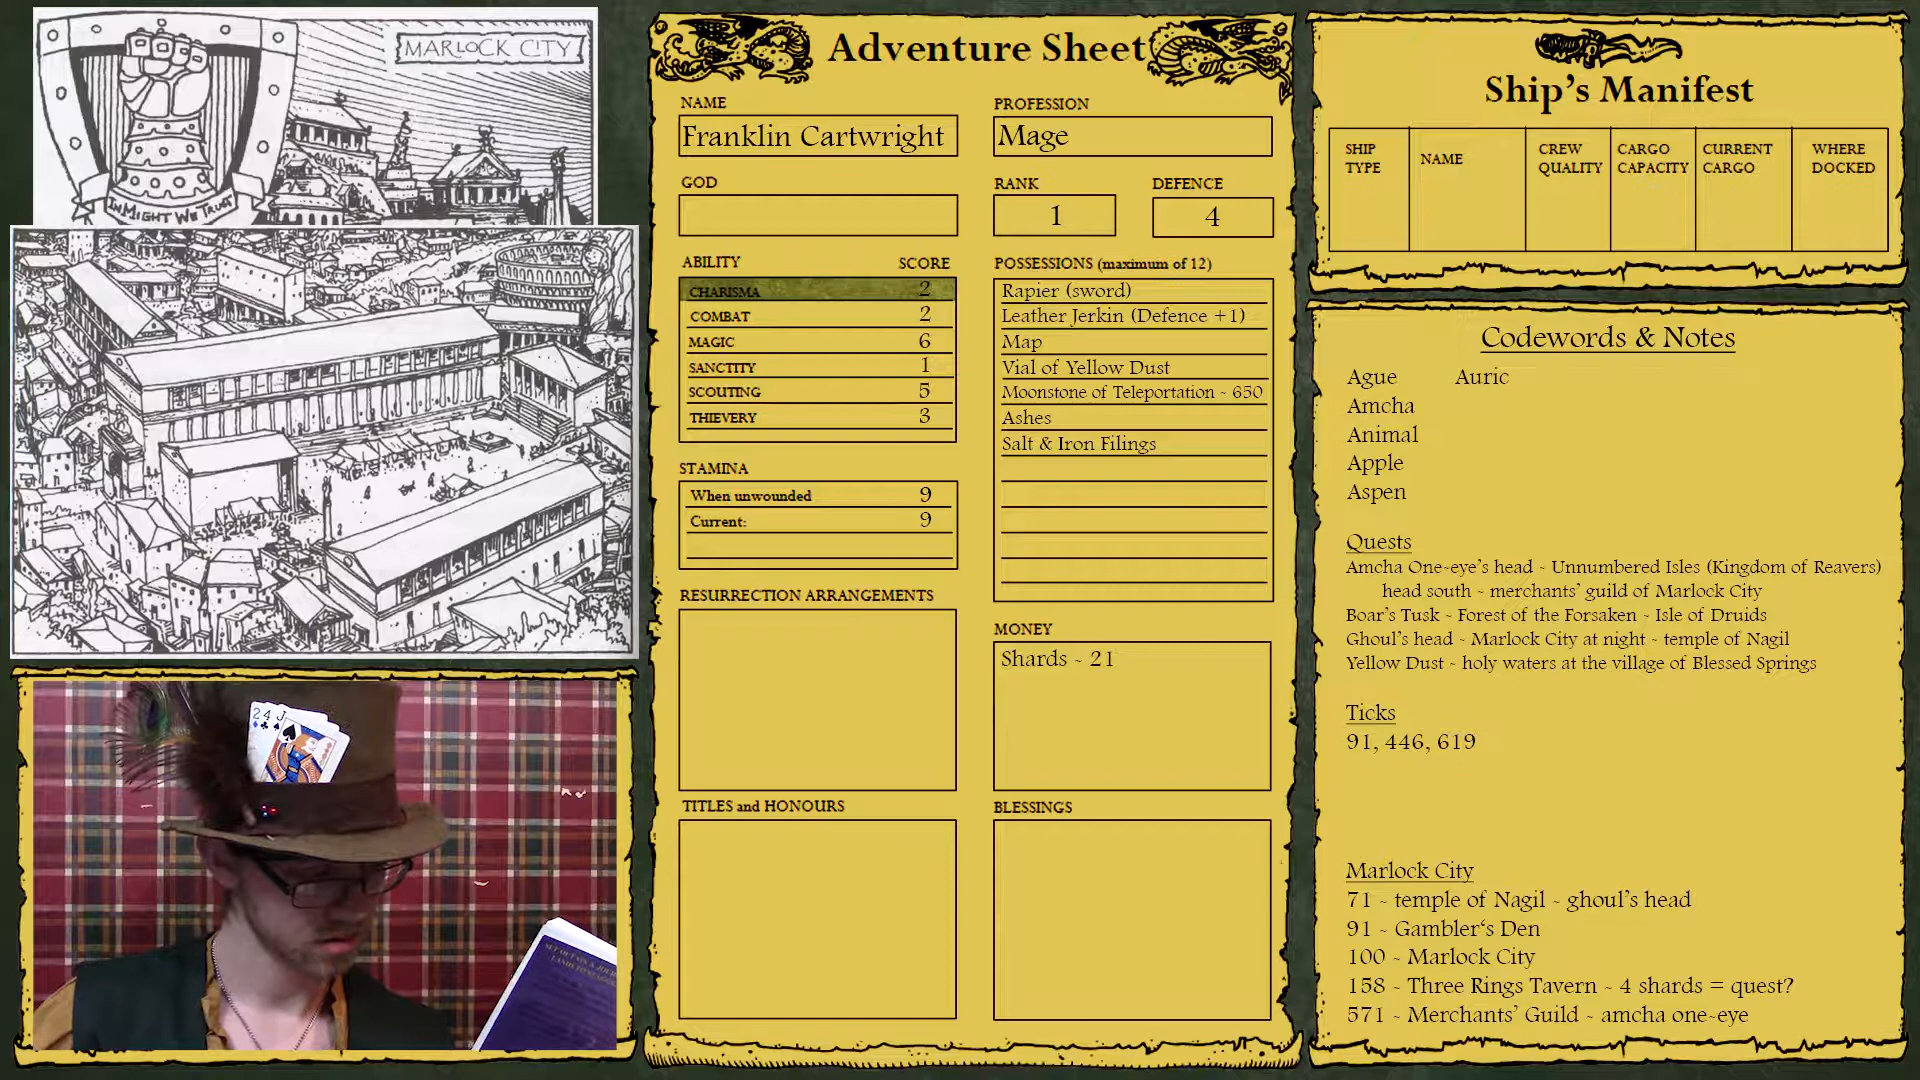 MARLOCK CITY
IN MIGHT WE TRUST
Adventure Sheet
NAME
Franklin Cartwright
PROFESSION
Mage
GOD
RANK
1
DEFENCE
4
ABILITY SCORE
CHARISMA 2
COMBAT 2
MAGIC 6
SANCTITY 1
SCOUTING 5
THIEVERY 3
STAMINA
When unwounded 9
Current: 9
RESURRECTION ARRANGEMENTS
TITLES and HONOURS
POSSESSIONS (maximum of 12)
Rapier (sword)
Leather Jerkin (Defence +1)
Map
Vial of Yellow Dust
Moonstone of Teleportation - 650
Ashes
Salt & Iron Filings
MONEY
Shards - 21
BLESSINGS
Ship's Manifest
SHIP TYPE
NAME
CREW QUALITY
CARGO CAPACITY
CURRENT CARGO
WHERE DOCKED
Codewords & Notes
Ague Auric
Amcha
Animal
Apple
Aspen
Quests
Amcha One-eye's head - Unnumbered Isles (Kingdom of Reavers)
head south - merchants' guild of Marlock City
Boar's Tusk - Forest of the Forsaken - Isle of Druids
Ghoul's head - Marlock City at night - temple of Nagil
Yellow Dust - holy waters at the village of Blessed Springs
Ticks
91, 446, 619
Marlock City
71 - temple of Nagil - ghoul's head
91 - Gambler's Den
100 - Marlock City
158 - Three Rings Tavern - 4 shards = quest?
571 - Merchants' Guild - amcha one-eye
2 4 J